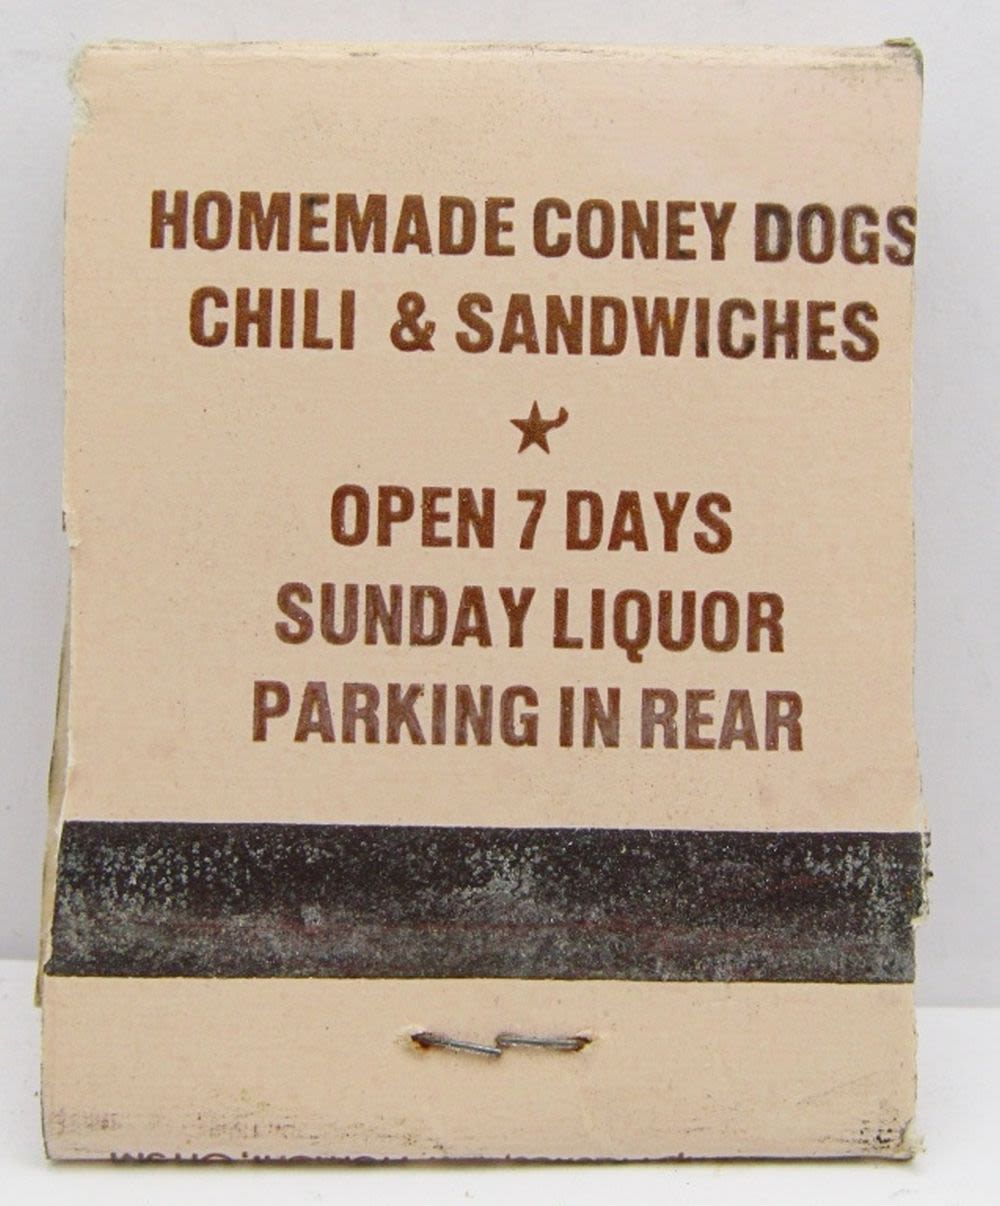 HOMEMADE CONEY DOGS
CHILI & SANDWICHES
OPEN 7 DAYS
SUNDAY LIQUOR
PARKING IN REAR